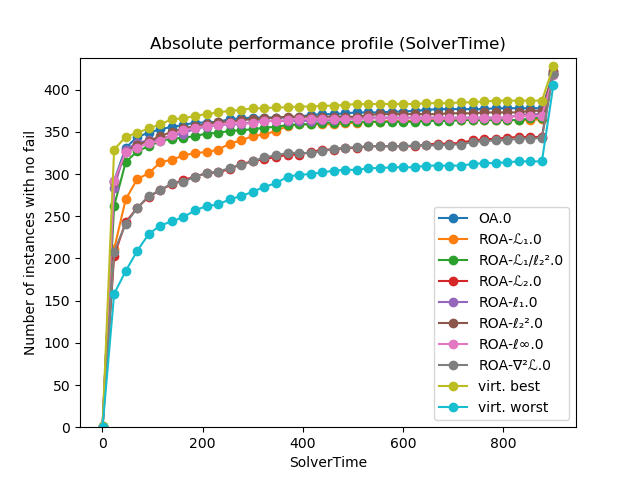 Absolute performance profile (SolverTime)
Number of instances with no fail
400
350
300
250
200
150
100
50
0
0 200 400 600 800
SolverTime
OA.0
ROA-ℒ₁.0
ROA-ℒ₁/ℓ₂².0
ROA-ℒ₂.0
ROA-ℓ₁.0
ROA-ℓ₂².0
ROA-ℓ∞.0
ROA-∇²ℒ.0
virt. best
virt. worst